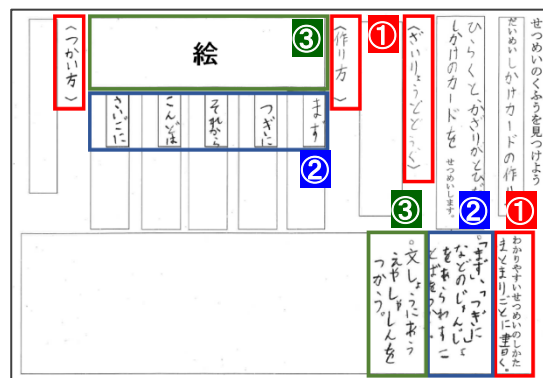 せつめいのくふうを見つけよう
だいめい しかけカードの作り
ひらくとかざりがとび
しかけのカードを せつめいします。
〈ざいりょうとどうぐ〉
①
〈作り方〉
③
絵
②
まず
つぎに
それから
こんどは
さいごに
〈つかい方〉
①
わかりやすいせつめいのしかた
まとまりごとに書く。
②
。「まず」、「つぎに」
などのじゅんじょ
をあらわすこ
とばを
③
。文しょうにあう
えやしゃしんを
つかう。